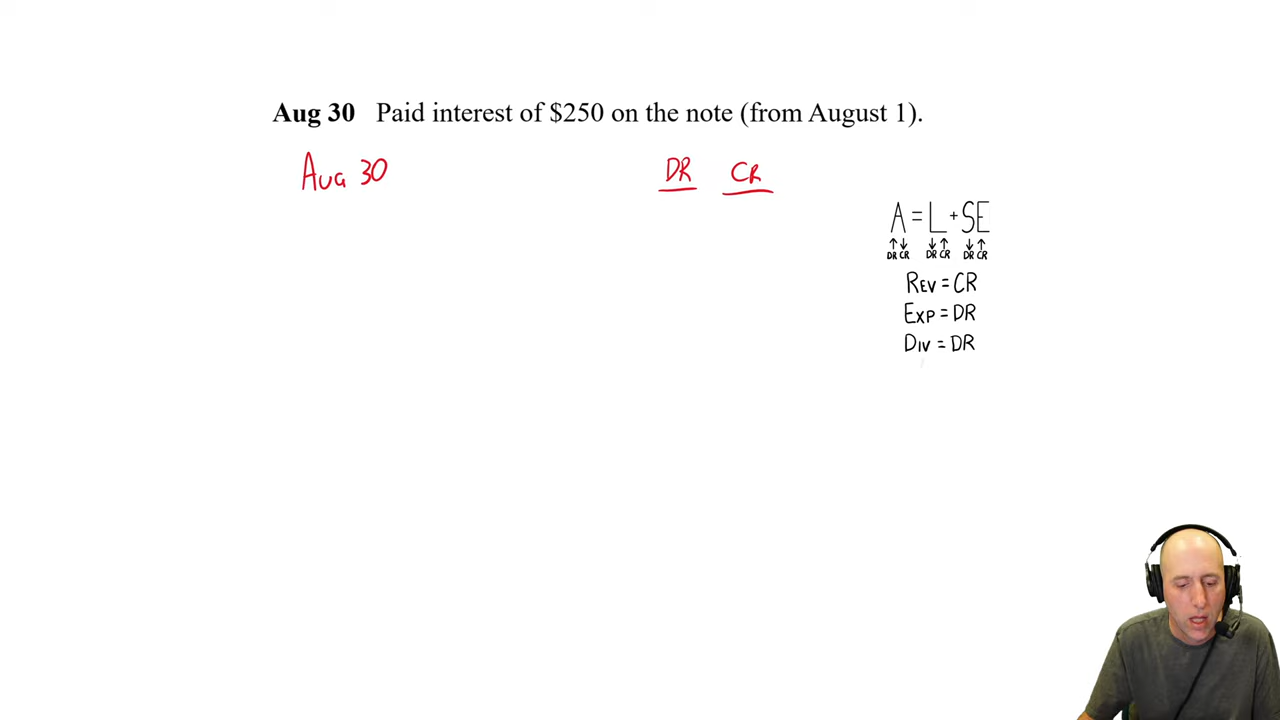 Aug 30 Paid interest of $250 on the note (from August 1).
Aug 30 DR CR
A = L + SE
DR CR DR CR DR CR
REV = CR
EXP = DR
DIV = DR